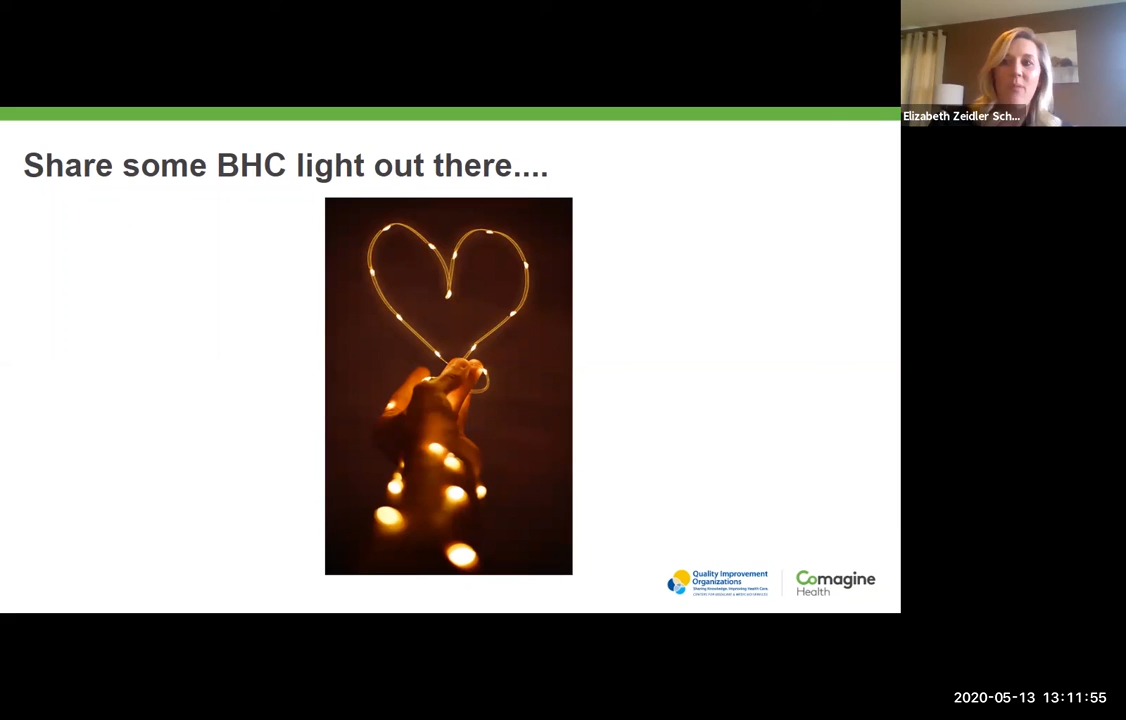 Elizabeth Zeidler Sch...
Share some BHC light out there....
Quality Improvement
Organizations
Sharing Knowledge. Improving Health Care.
CENTERS FOR MEDICARE & MEDICAID SERVICES
Comagine
Health
2020-05-13 13:11:55